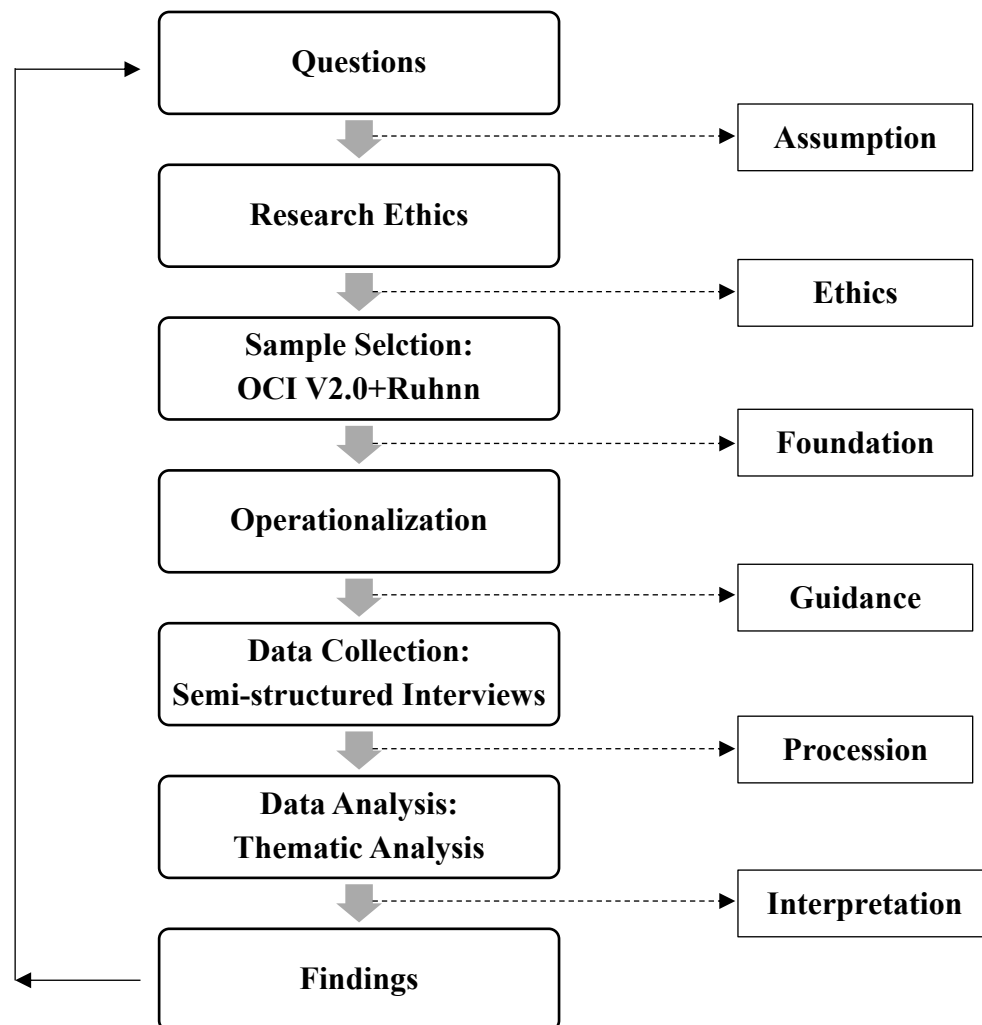 Questions
Assumption
Research Ethics
Ethics
Sample Selction:
OCI V2.0+Ruhnn
Foundation
Operationalization
Guidance
Data Collection:
Semi-structured Interviews
Procession
Data Analysis:
Thematic Analysis
Interpretation
Findings